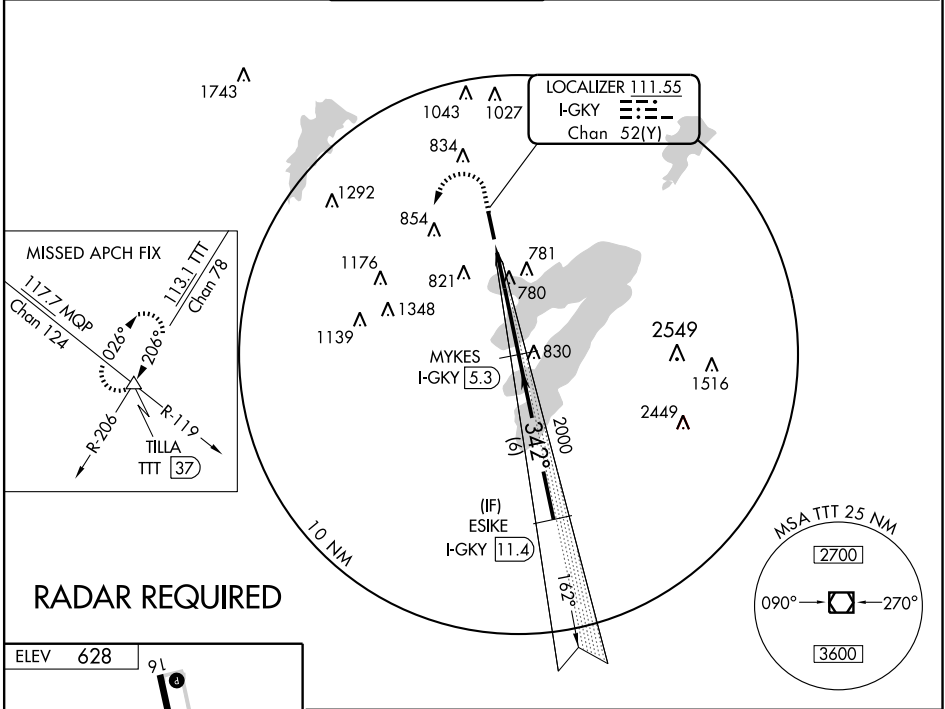 1743
1043
1027
LOCALIZER 111.55
I-GKY
Chan 52(Y)
834
1292
854
MISSED APCH FIX
117.7 MQP
Chan 124
113.1 TTT
Chan 78
026°
206°
R-206
R-119
TILLA
TTT 37
1176
821
781
780
1348
1139
MYKES
I-GKY 5.3
830
2549
1516
2449
342°
2000
(6)
(IF)
ESIKE
I-GKY 11.4
162°
10 NM
RADAR REQUIRED
MSA TTT 25 NM
2700
090°
270°
3600
ELEV 628
16
P